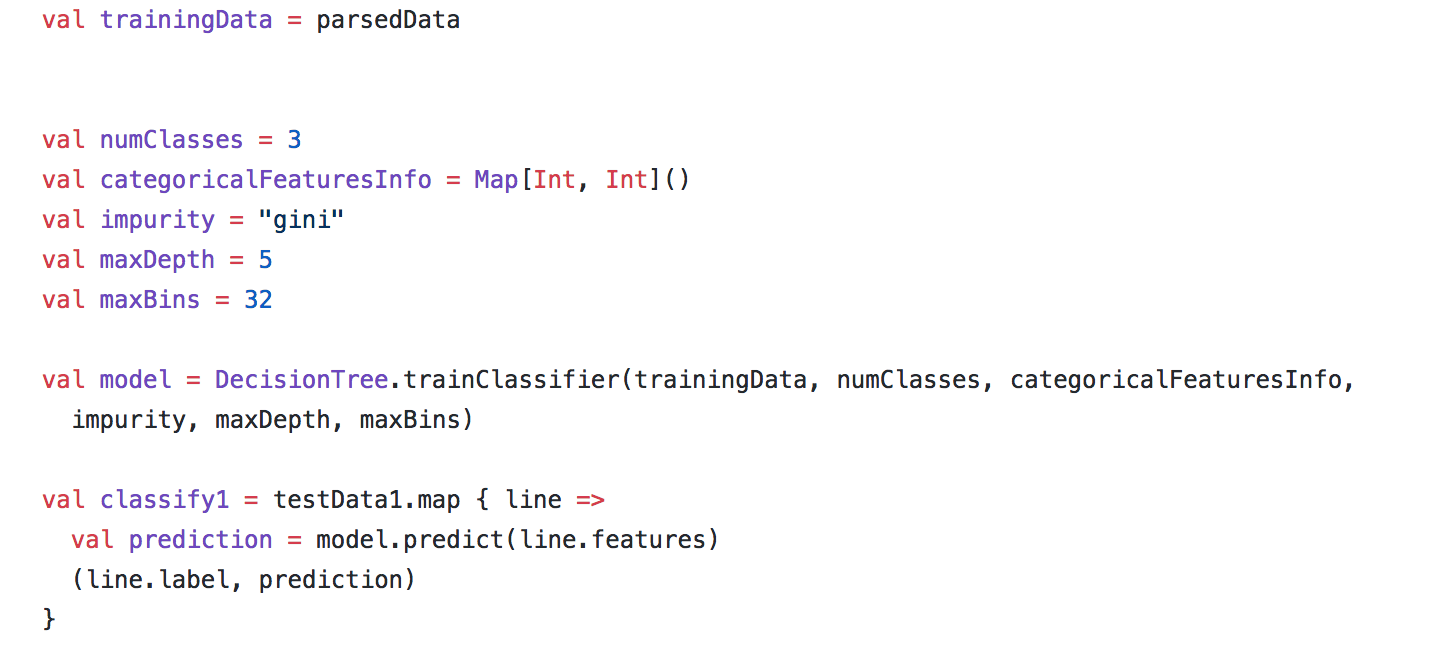 val trainingData = parsedData
val numClasses = 3
val categoricalFeaturesInfo = Map[Int, Int]()
val impurity = "gini"
val maxDepth = 5
val maxBins = 32
val model = DecisionTree.trainClassifier(trainingData, numClasses, categoricalFeaturesInfo,
  impurity, maxDepth, maxBins)
val classify1 = testData1.map { line =>
  val prediction = model.predict(line.features)
  (line.label, prediction)
}